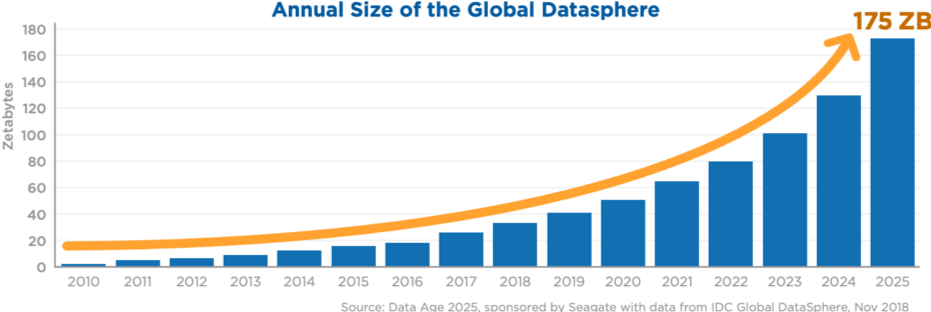 Annual Size of the Global Datasphere
175 ZB
Zetabytes
180
160
140
120
100
80
60
40
20
0
2010 2011 2012 2013 2014 2015 2016 2017 2018 2019 2020 2021 2022 2023 2024 2025
Source: Data Age 2025, sponsored by Seagate with data from IDC Global DataSphere, Nov 2018